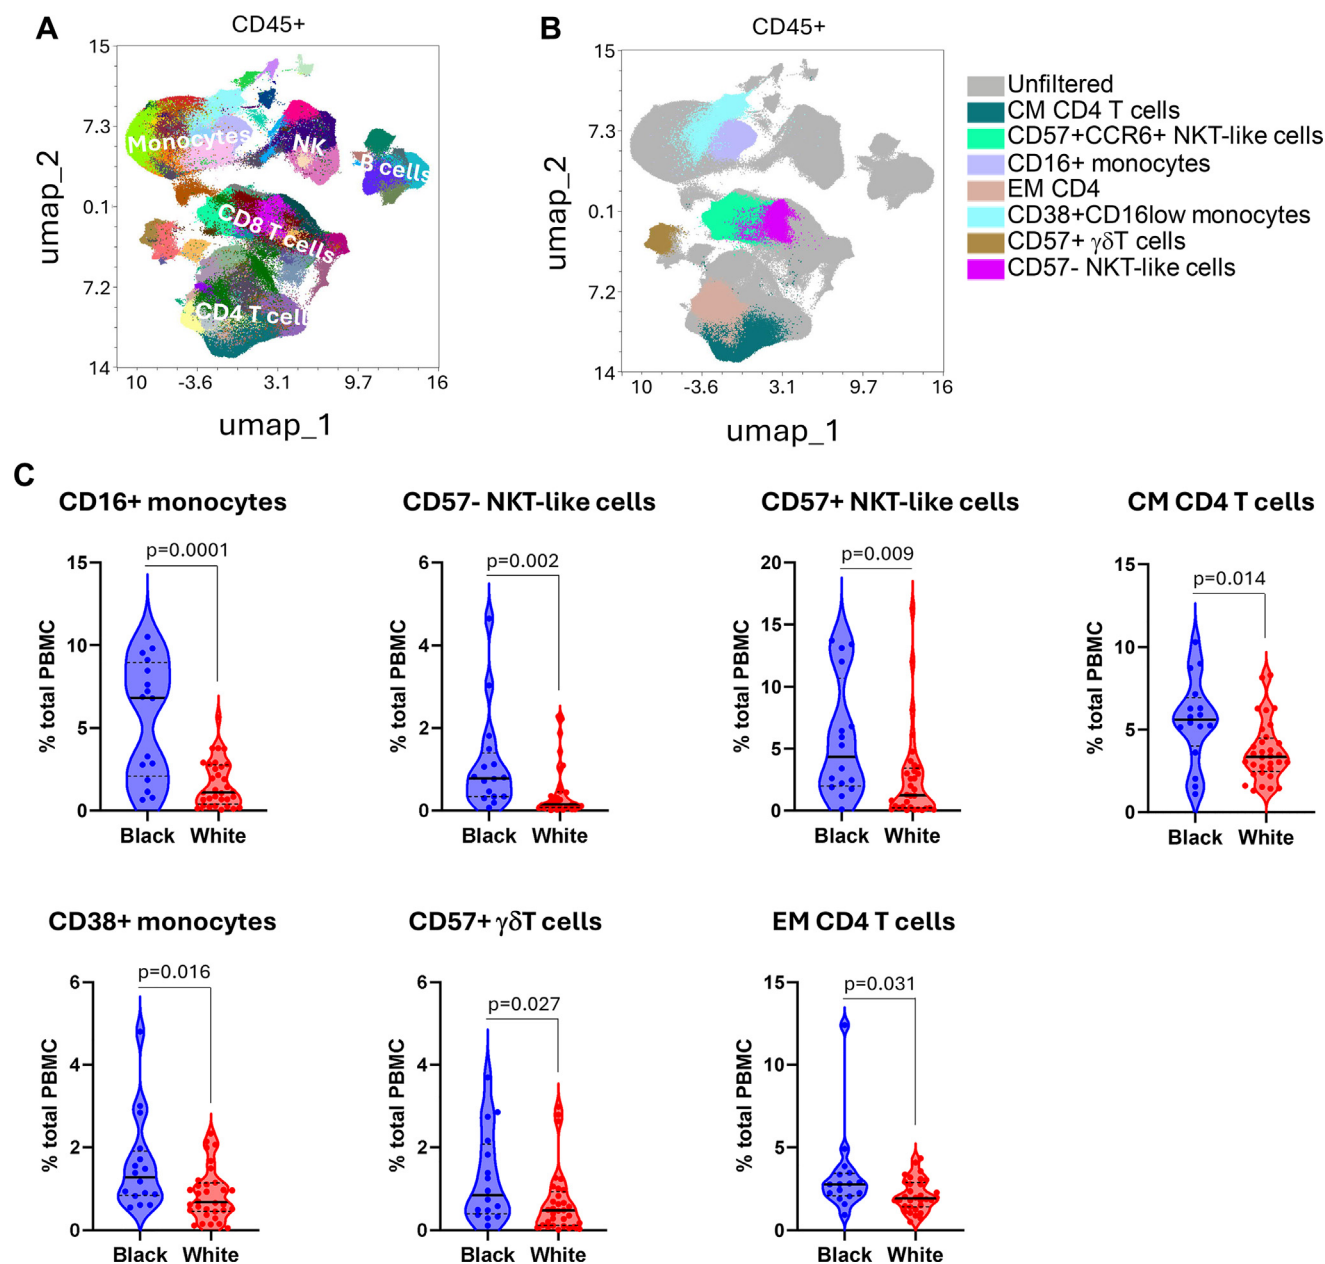 A
CD45+
15
7.3
0.1
7.2
14
umap_2
Monocytes
NK
B cells
CD8 T cells
CD4 T cell
10 -3.6 3.1 9.7 16
umap_1
B
CD45+
15
7.3
0.1
7.2
14
umap_2
10 -3.6 3.1 9.7 16
umap_1
Unfiltered
CM CD4 T cells
CD57+CCR6+ NKT-like cells
CD16+ monocytes
EM CD4
CD38+CD16low monocytes
CD57+ γδT cells
CD57- NKT-like cells
C
CD16+ monocytes
p=0.0001
15
10
5
0
% total PBMC
Black White
CD57- NKT-like cells
p=0.002
6
4
2
0
% total PBMC
Black White
CD57+ NKT-like cells
p=0.009
20
15
10
5
0
% total PBMC
Black White
CM CD4 T cells
p=0.014
15
10
5
0
% total PBMC
Black White
CD38+ monocytes
p=0.016
6
4
2
0
% total PBMC
Black White
CD57+ γδT cells
p=0.027
6
4
2
0
% total PBMC
Black White
EM CD4 T cells
p=0.031
15
10
5
0
% total PBMC
Black White